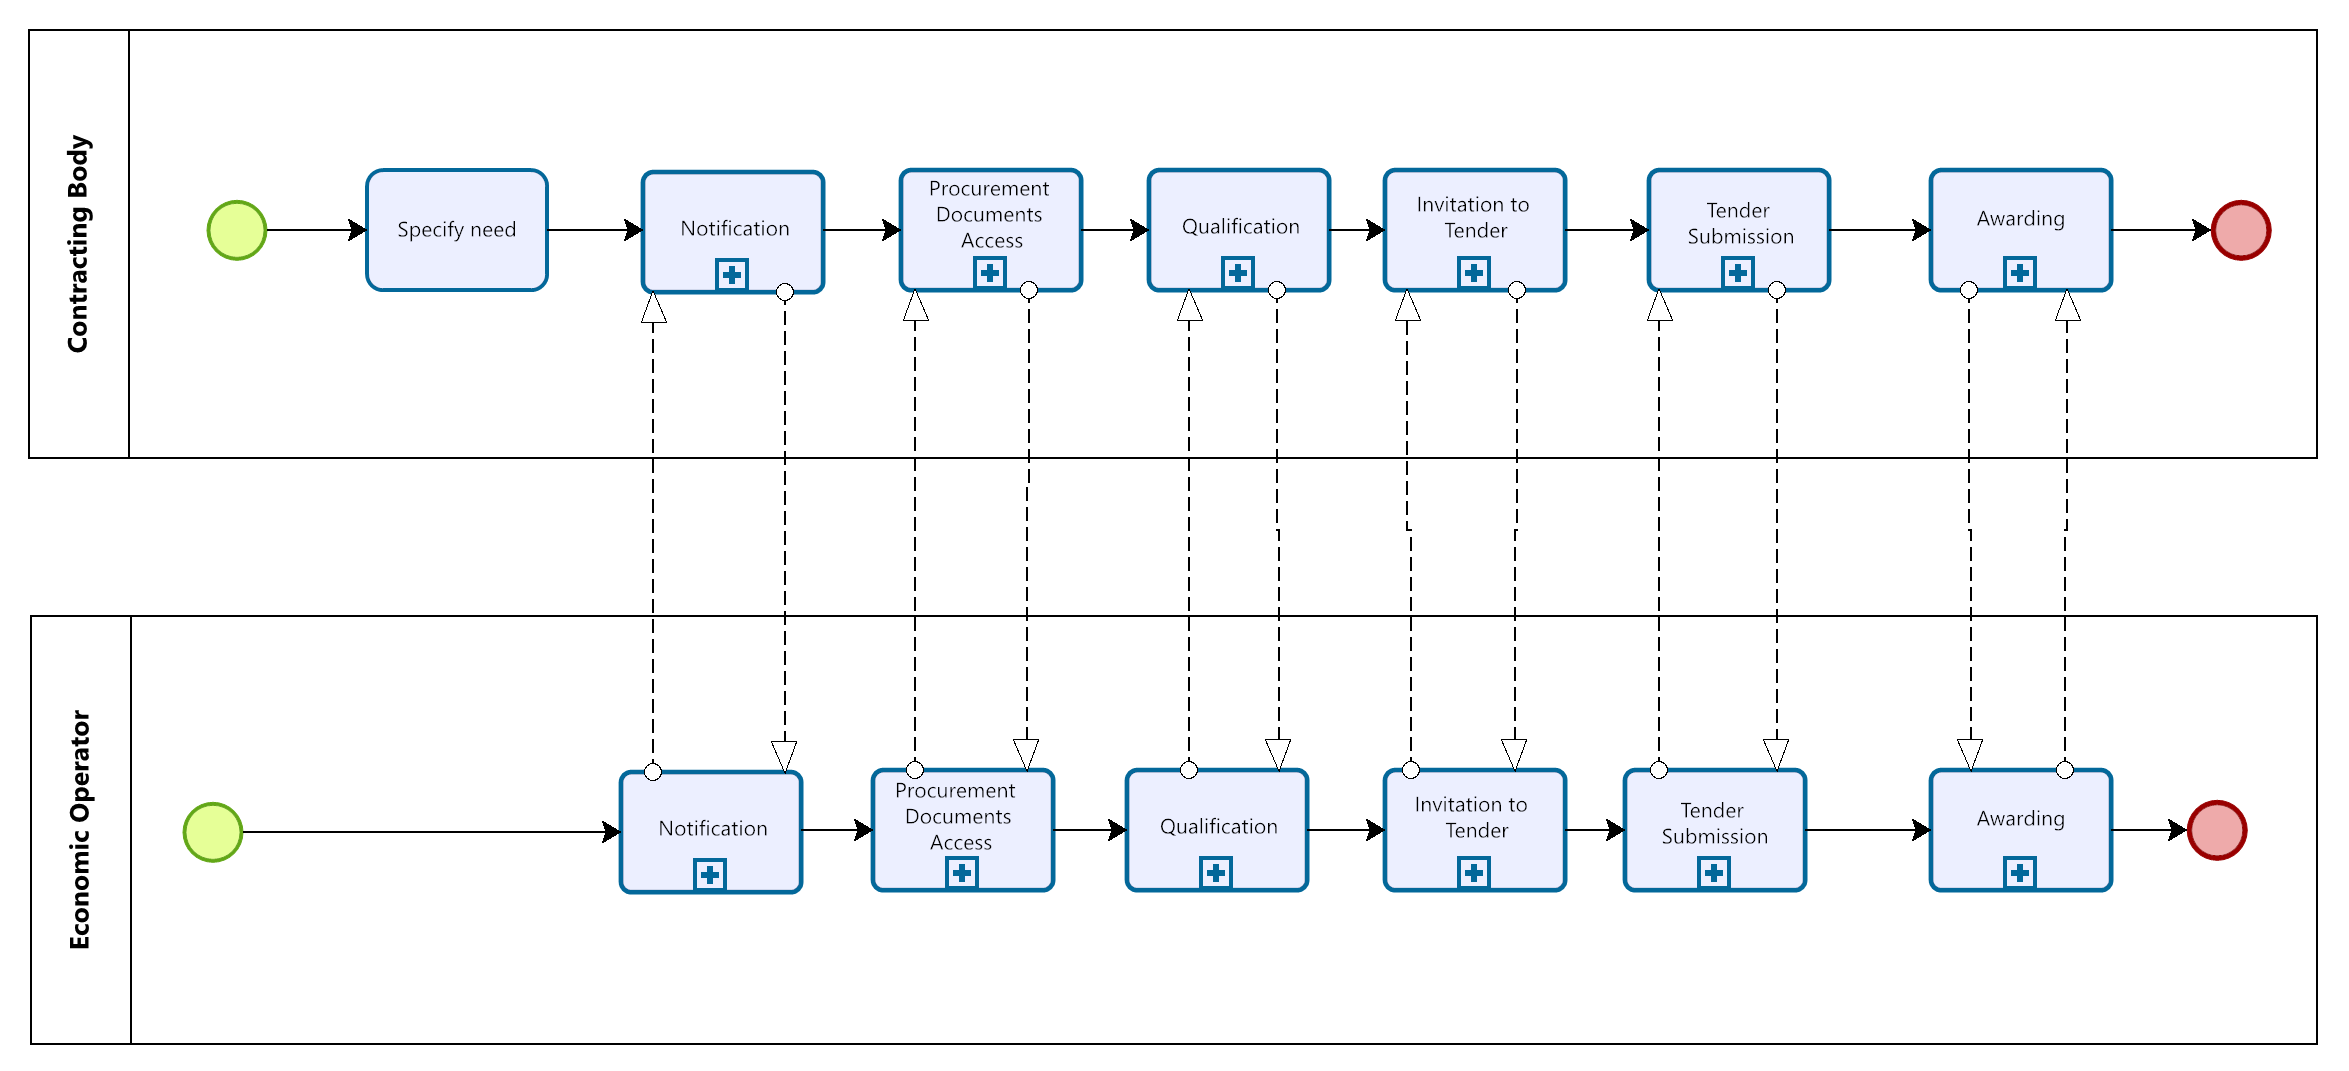 Contracting Body
Specify need
Notification
Procurement
Documents
Access
Qualification
Invitation to
Tender
Tender
Submission
Awarding
Economic Operator
Notification
Procurement
Documents
Access
Qualification
Invitation to
Tender
Tender
Submission
Awarding